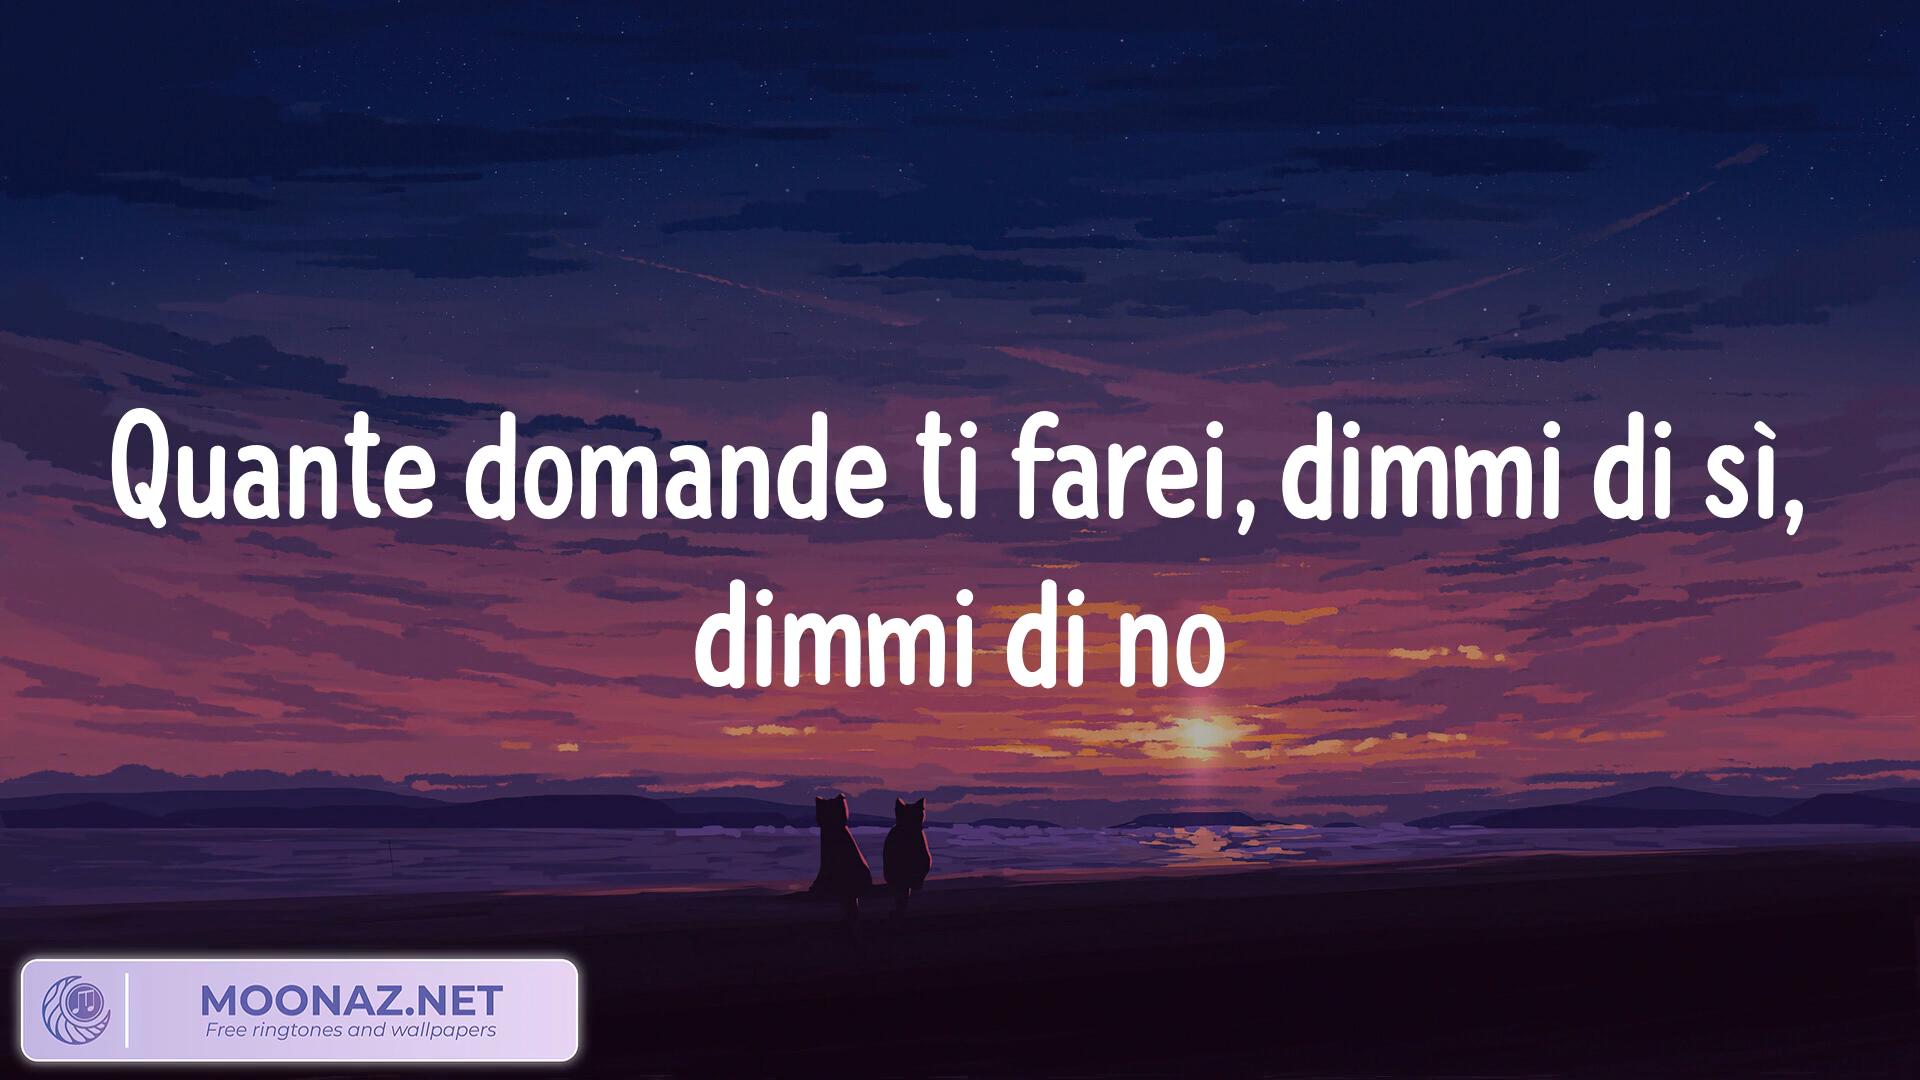 Quante domande ti farei, dimmi di sì,
dimmi di no
MOONAZ.NET
Free ringtones and wallpapers